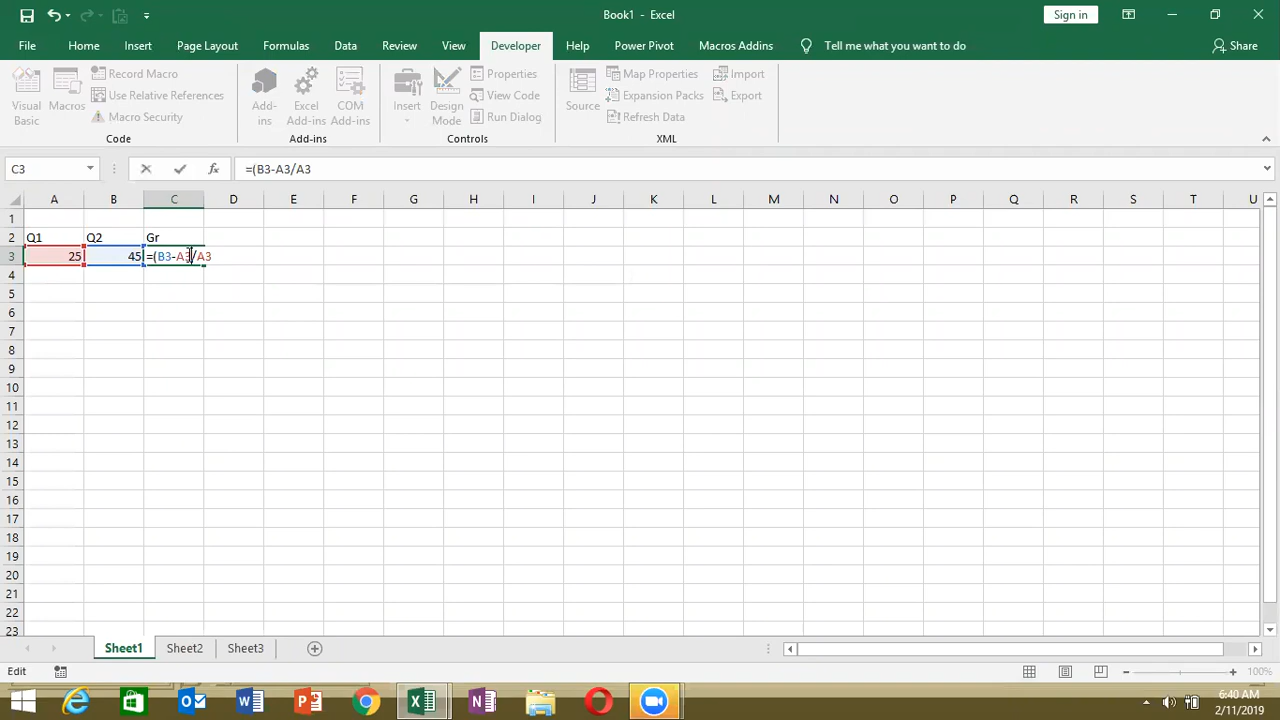 Book1 - Excel
Sign in
File Home Insert Page Layout Formulas Data Review View Developer Help Power Pivot Macros Addins Tell me what you want to do Share
Visual Basic
Macros
Record Macro
Use Relative References
Macro Security
Code
Add-ins
Excel Add-ins
COM Add-ins
Add-ins
Insert
Design Mode
Properties
View Code
Run Dialog
Controls
Source
Map Properties
Expansion Packs
Refresh Data
Import
Export
XML
C3
fx
=(B3-A3/A3
A B C D E F G H I J K L M N O P Q R S T U
1
2 Q1 Q2 Gr
3 25 45 =(B3-A3/A3
4
5
6
7
8
9
10
11
12
13
14
15
16
17
18
19
20
21
22
23
Sheet1 Sheet2 Sheet3
Edit
100%
6:40 AM
2/11/2019